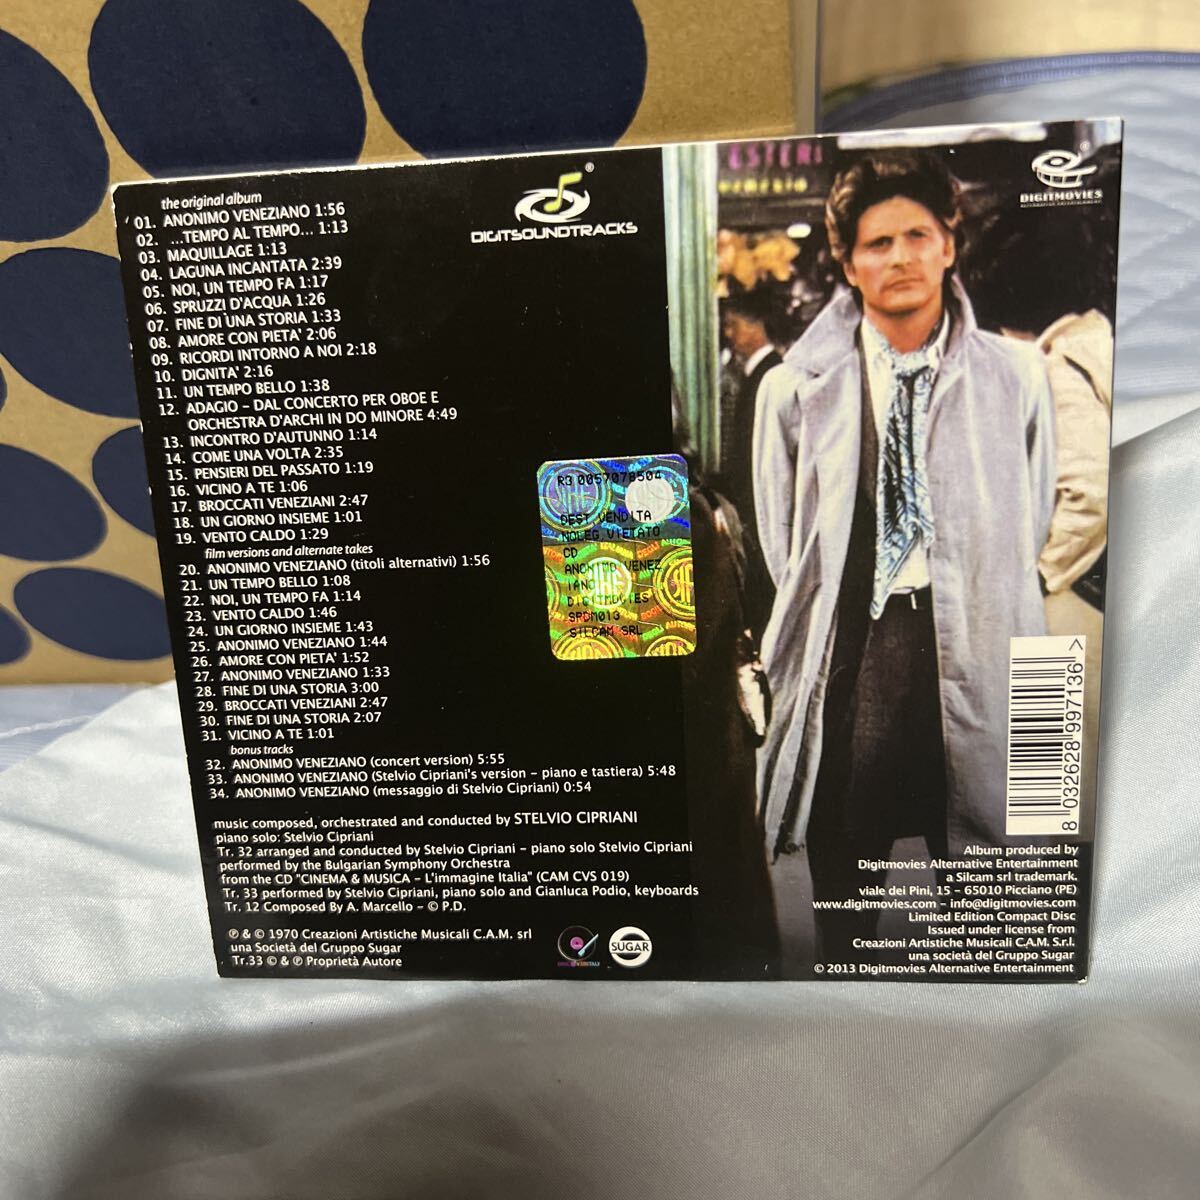 the original album
01. ANONIMO VENEZIANO 1:56
02. ...TEMPO AL TEMPO... 1:13
03. MAQUILLAGE 1:13
04. LAGUNA INCANTATA 2:39
05. NOI, UN TEMPO FA 1:17
06. SPRUZZI D'ACQUA 1:26
07. FINE DI UNA STORIA 1:33
08. AMORE CON PIETA' 2:06
09. RICORDI INTORNO A NOI 2:18
10. DIGNITA' 2:16
11. UN TEMPO BELLO 1:38
12. ADAGIO – DAL CONCERTO PER OBOE E
ORCHESTRA D'ARCHI IN DO MINORE 4:49
13. INCONTRO D'AUTUNNO 1:14
14. COME UNA VOLTA 2:35
15. PENSIERI DEL PASSATO 1:19
16. VICINO A TE 1:06
17. BROCCATI VENEZIANI 2:47
18. UN GIORNO INSIEME 1:01
19. VENTO CALDO 1:29
film versions and alternate takes
20. ANONIMO VENEZIANO (titoli alternativi) 1:56
21. UN TEMPO BELLO 1:08
22. NOI, UN TEMPO FA 1:14
23. VENTO CALDO 1:46
24. UN GIORNO INSIEME 1:43
25. ANONIMO VENEZIANO 1:44
26. AMORE CON PIETA' 1:52
27. ANONIMO VENEZIANO 1:33
28. FINE DI UNA STORIA 3:00
29. BROCCATI VENEZIANI 2:47
30. FINE DI UNA STORIA 2:07
31. VICINO A TE 1:01
bonus tracks
32. ANONIMO VENEZIANO (concert version) 5:55
33. ANONIMO VENEZIANO (Stelvio Cipriani's version – piano e tastiera) 5:48
34. ANONIMO VENEZIANO (messaggio di Stelvio Cipriani) 0:54
music composed, orchestrated and conducted by STELVIO CIPRIANI
piano solo: Stelvio Cipriani
Tr. 32 arranged and conducted by Stelvio Cipriani – piano solo Stelvio Cipriani
performed by the Bulgarian Symphony Orchestra
from the CD "CINEMA & MUSICA – L'immagine Italia" (CAM CVS 019)
Tr. 33 performed by Stelvio Cipriani, piano solo and Gianluca Podio, keyboards
Tr. 12 Composed By A. Marcello – © P.D.
℗ & © 1970 Creazioni Artistiche Musicali C.A.M. srl
una Società del Gruppo Sugar
Tr.33 © & ℗ Proprietà Autore
SUGAR
DIGITSOUNDTRACKS
®
R3 0057078504
DEST.VENDITA
NOLEG.VIETATO
CD
ANONIMO VENEZ
IANO
DIGITMOVIES
SPDM013
SILCAM SRL
ESTERI
®
DIGITMOVIES
ALTERNATIVE ENTERTAINMENT
8 032628 997136 >
Album produced by
Digitmovies Alternative Entertainment
a Silcam srl trademark.
viale dei Pini, 15 – 65010 Picciano (PE)
www.digitmovies.com – info@digitmovies.com
Limited Edition Compact Disc
Issued under license from
Creazioni Artistiche Musicali C.A.M. S.r.l.
una società del Gruppo Sugar
© 2013 Digitmovies Alternative Entertainment